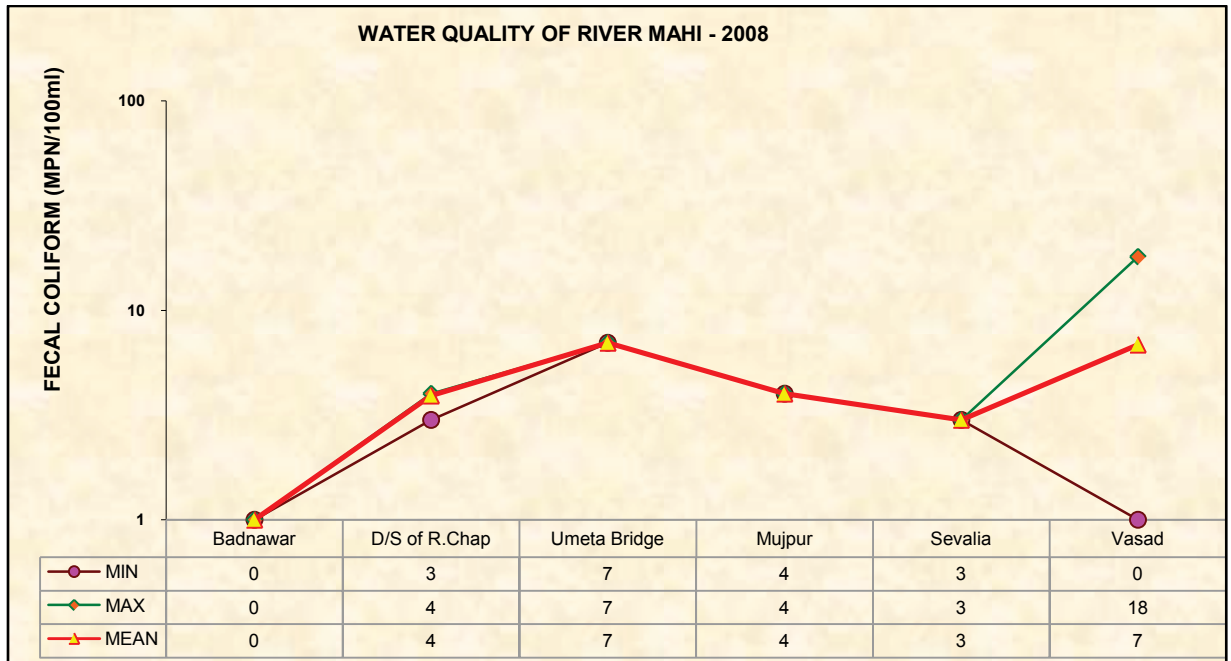 WATER QUALITY OF RIVER MAHI - 2008
FECAL COLIFORM (MPN/100ml)
100
10
1
Badnawar D/S of R.Chap Umeta Bridge Mujpur Sevalia Vasad
MIN 0 3 7 4 3 0
MAX 0 4 7 4 3 18
MEAN 0 4 7 4 3 7